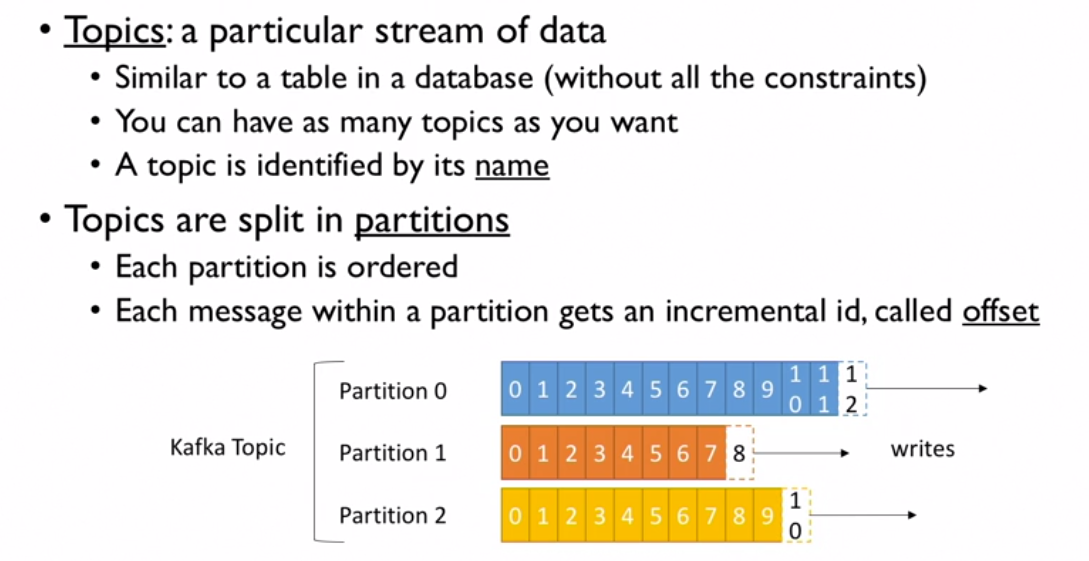 • Topics: a particular stream of data
• Similar to a table in a database (without all the constraints)
• You can have as many topics as you want
• A topic is identified by its name
• Topics are split in partitions
• Each partition is ordered
• Each message within a partition gets an incremental id, called offset
Kafka Topic
Partition 0
0 1 2 3 4 5 6 7 8 9 10 11 12
Partition 1
0 1 2 3 4 5 6 7 8
writes
Partition 2
0 1 2 3 4 5 6 7 8 9 10